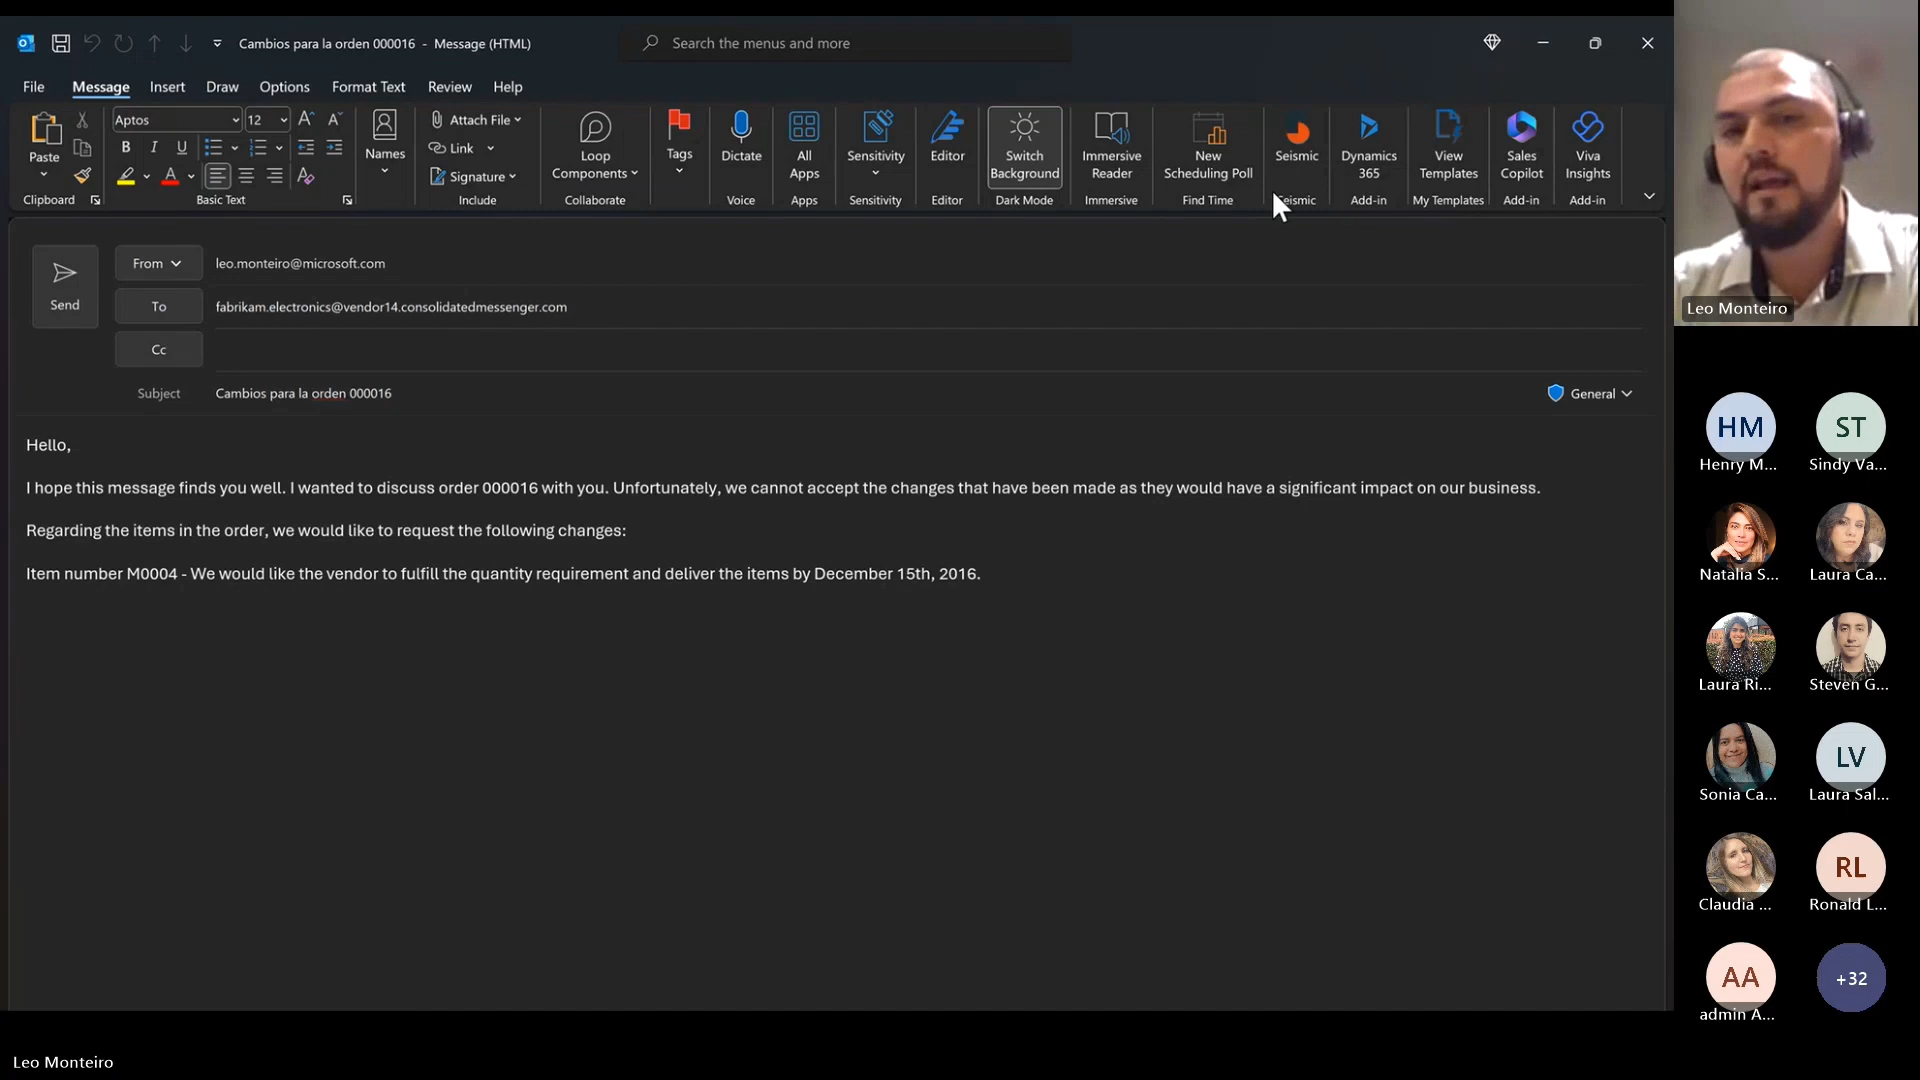 Cambios para la orden 000016 - Message (HTML)
Search the menus and more
File Message Insert Draw Options Format Text Review Help
Paste
Clipboard
Aptos 12
B I U
Basic Text
Names
Attach File
Link
Signature
Include
Loop
Components
Collaborate
Tags
Dictate
Voice
All
Apps
Apps
Sensitivity
Sensitivity
Editor
Editor
Switch
Background
Dark Mode
Immersive
Reader
Immersive
New
Scheduling Poll
Find Time
Seismic
eismic
Dynamics
365
Add-in
View
Templates
My Templates
Sales
Copilot
Add-in
Viva
Insights
Add-in
Send
From leo.monteiro@microsoft.com
To fabrikam.electronics@vendor14.consolidatedmessenger.com
Cc
Subject Cambios para la orden 000016
General
Hello,
I hope this message finds you well. I wanted to discuss order 000016 with you. Unfortunately, we cannot accept the changes that have been made as they would have a significant impact on our business.
Regarding the items in the order, we would like to request the following changes:
Item number M0004 - We would like the vendor to fulfill the quantity requirement and deliver the items by December 15th, 2016.
Leo Monteiro
HM ST
Henry M... Sindy Va...
Natalia S... Laura Ca...
Laura Ri... Steven G...
LV
Sonia Ca... Laura Sal...
RL
Claudia ... Ronald L...
AA +32
admin A...
Leo Monteiro